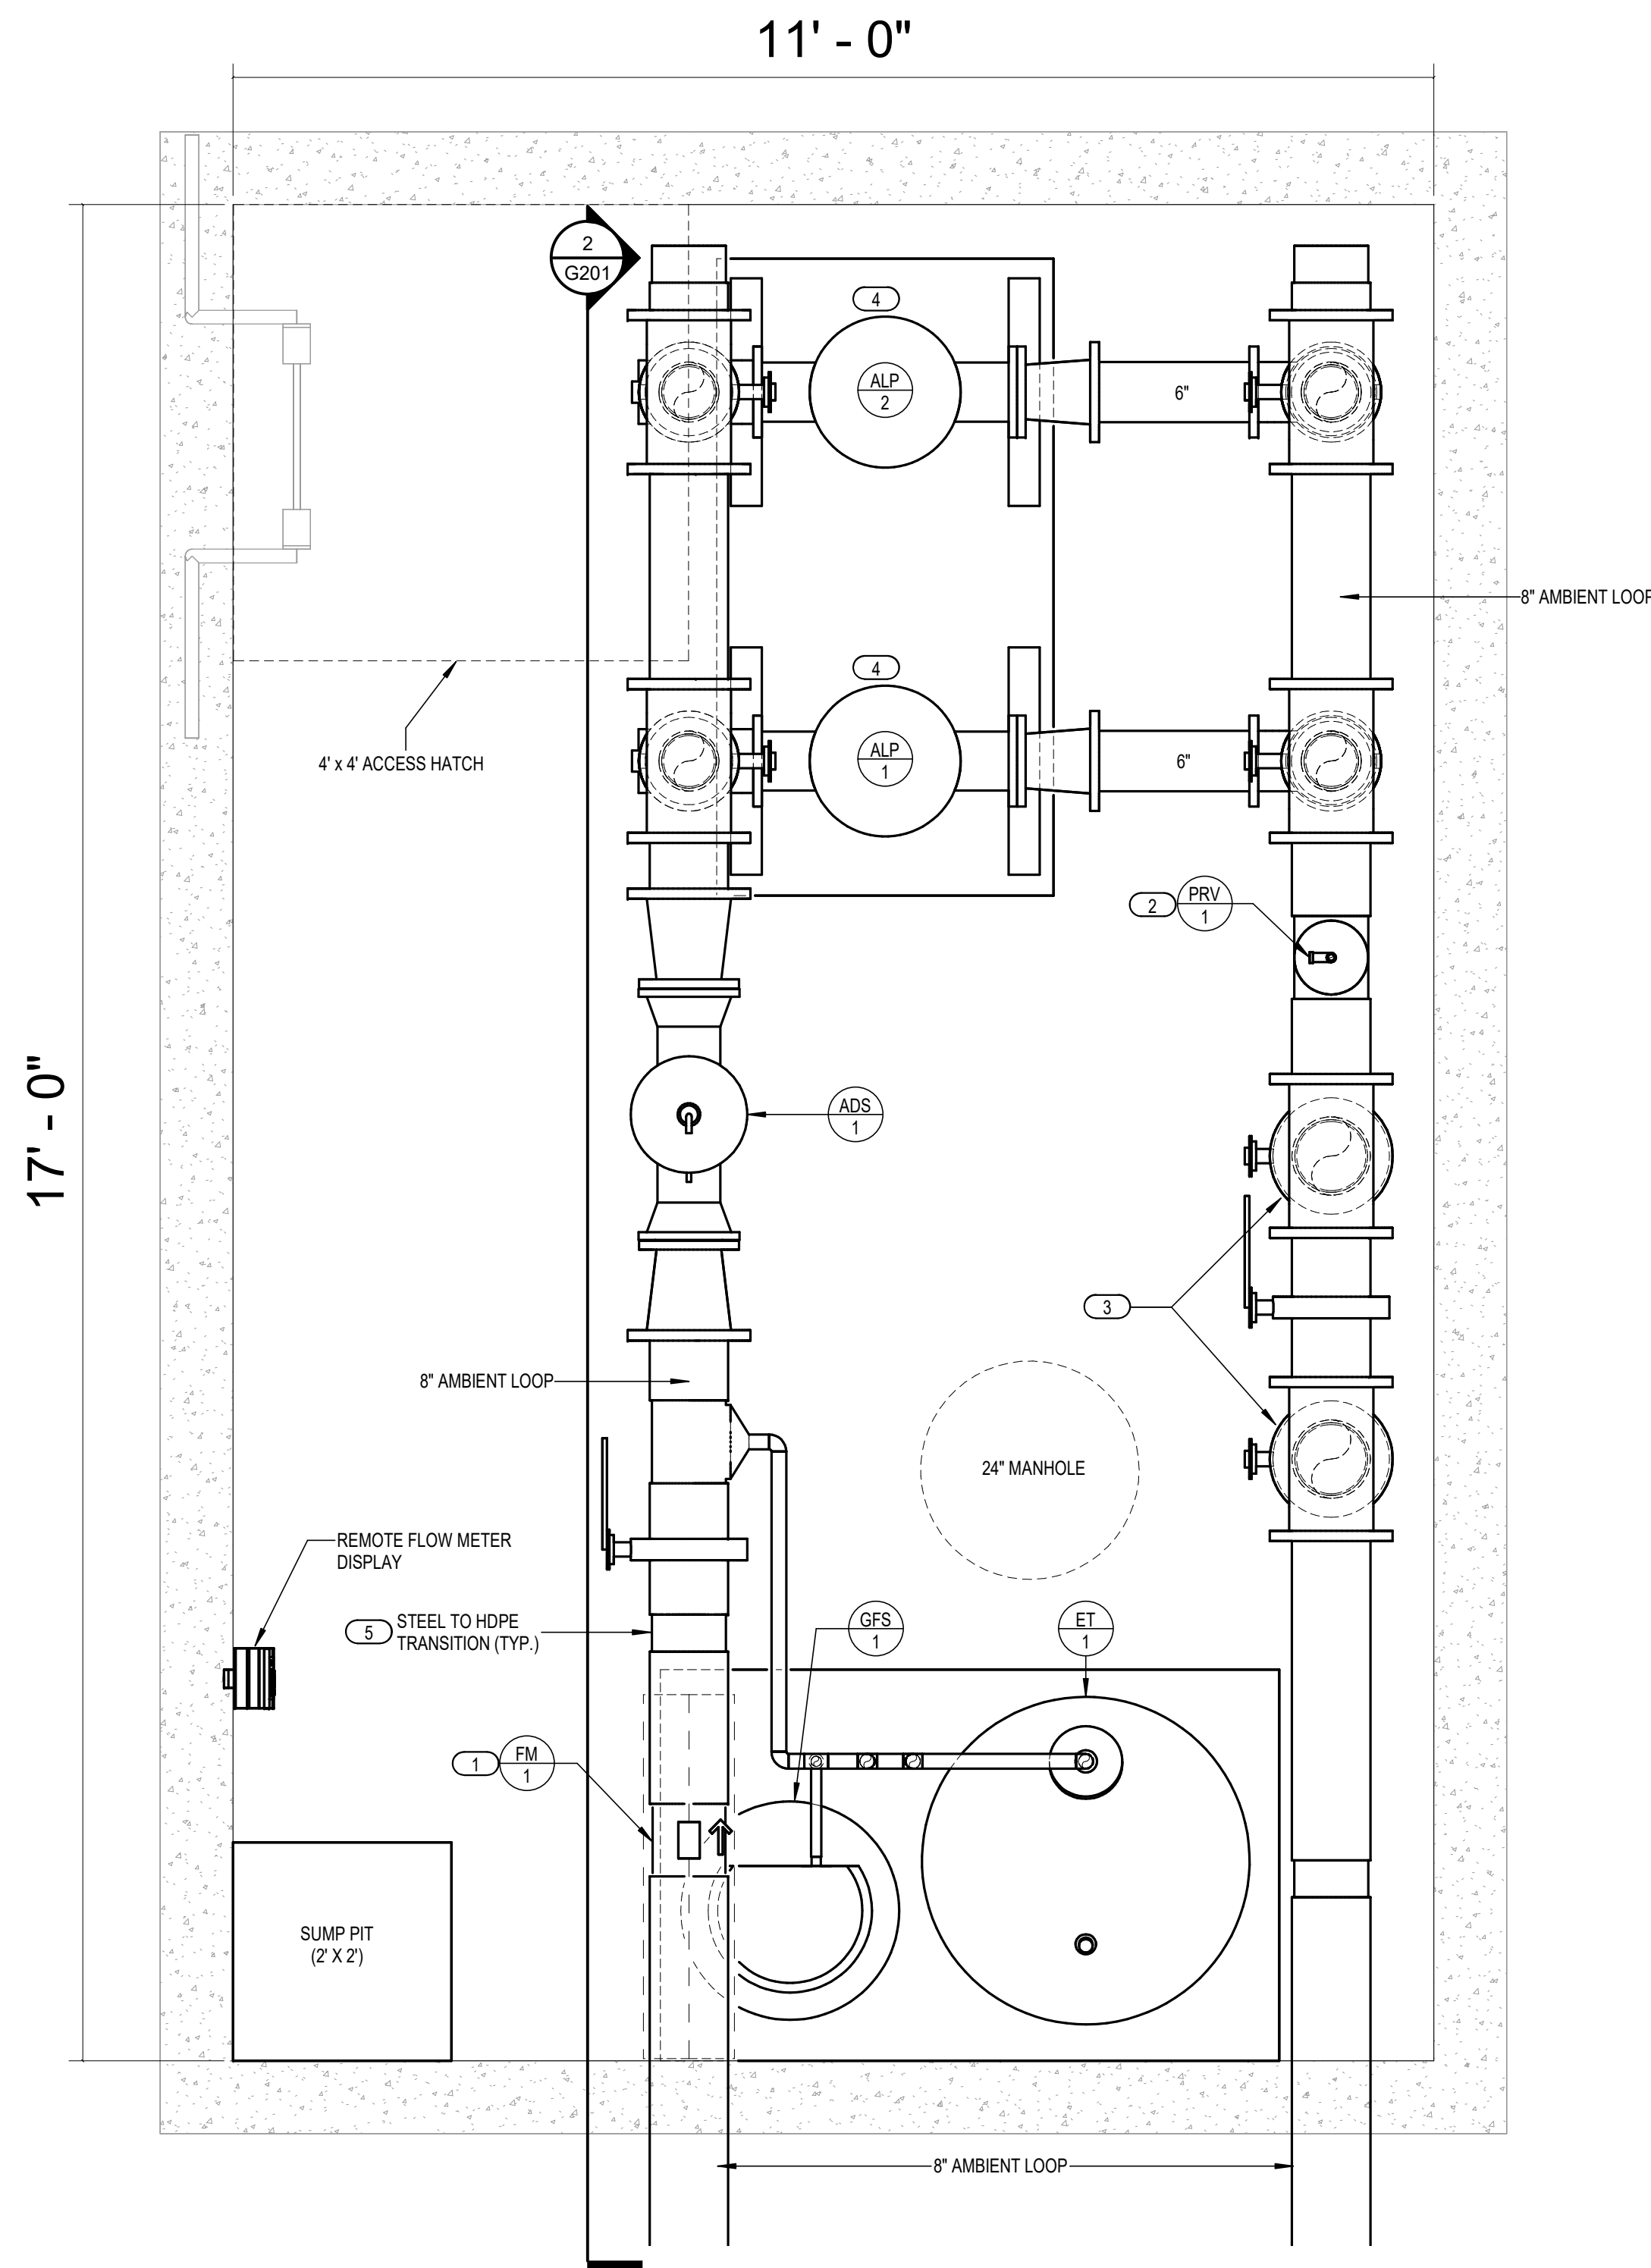 11' - 0"
2
G201
4
ALP
2
6"
8" AMBIENT LOOP
4
ALP
1
6"
4' x 4' ACCESS HATCH
2
PRV
1
17' - 0"
ADS
1
3
8" AMBIENT LOOP
24" MANHOLE
REMOTE FLOW METER
DISPLAY
5
STEEL TO HDPE
TRANSITION (TYP.)
GFS
1
ET
1
1
FM
1
SUMP PIT
(2' X 2')
8" AMBIENT LOOP